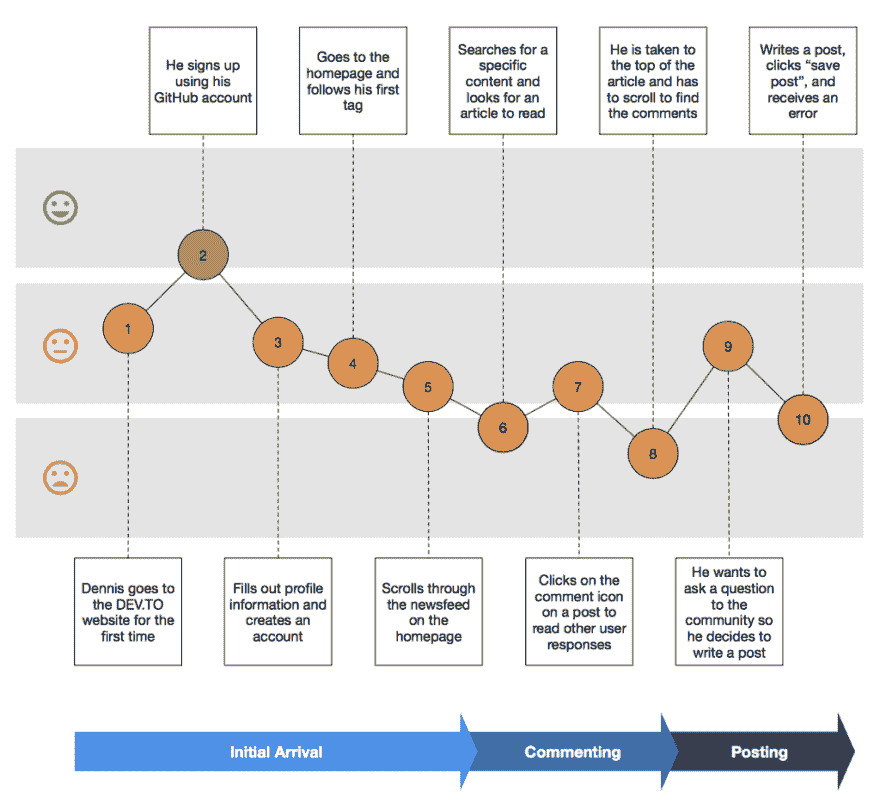 He signs up
using his
GitHub account
Goes to the
homepage and
follows his first
tag
Searches for a
specific
content and
looks for an
article to read
He is taken to
the top of the
article and has
to scroll to find
the comments
Writes a post,
clicks “save
post”, and
receives an
error
1
2
3
4
5
6
7
8
9
10
Dennis goes to
the DEV.TO
website for the
first time
Fills out profile
information and
creates an
account
Scrolls through
the newsfeed
on the
homepage
Clicks on the
comment icon
on a post to
read other user
responses
He wants to
ask a question
to the
community so
he decides to
write a post
Initial Arrival
Commenting
Posting